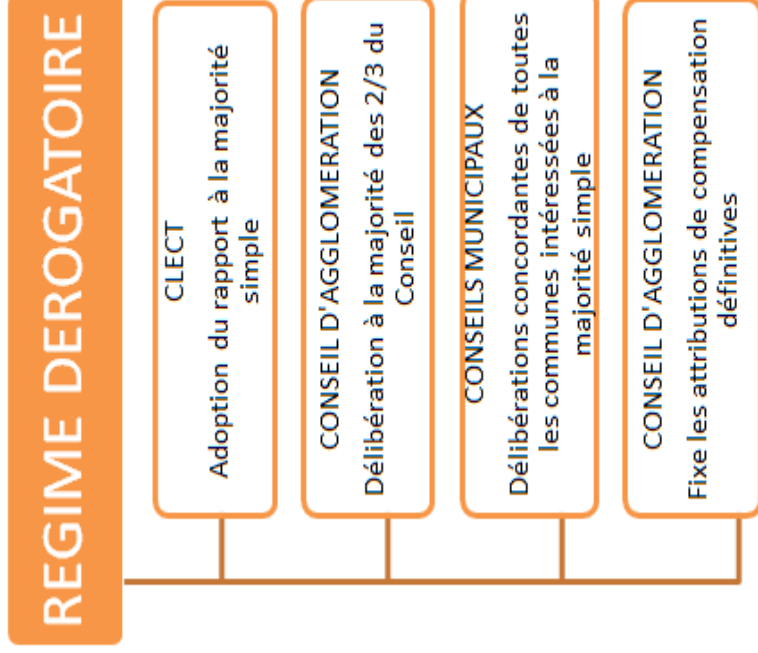 REGIME DEROGATOIRE
CLECT
Adoption du rapport à la majorité
simple
CONSEIL D'AGGLOMERATION
Délibération à la majorité des 2/3 du
Conseil
CONSEILS MUNICIPAUX
Délibérations concordantes de toutes
les communes intéressées à la
majorité simple
CONSEIL D'AGGLOMERATION
Fixe les attributions de compensation
définitives